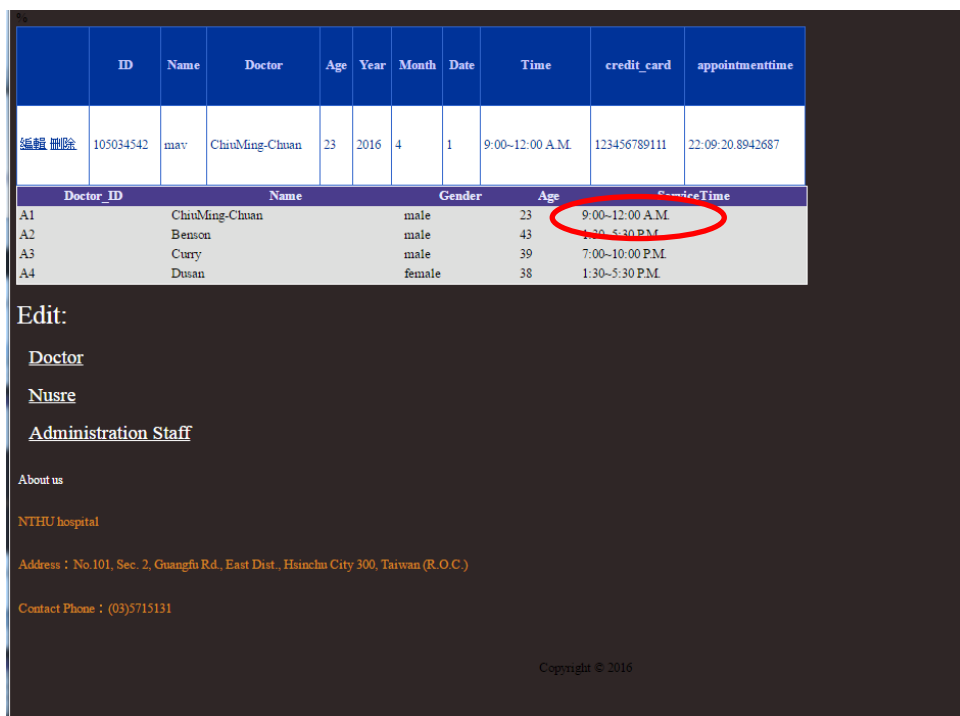 %
ID Name Doctor Age Year Month Date Time credit_card appointmenttime
編輯 刪除 105034542 mav ChiuMing-Chuan 23 2016 4 1 9:00~12:00 A.M. 123456789111 22:09:20.8942687
Doctor_ID Name Gender Age ServiceTime
A1 ChiuMing-Chuan male 23 9:00~12:00 A.M.
A2 Benson male 43 1:30~5:30 P.M.
A3 Curry male 39 7:00~10:00 P.M.
A4 Dusan female 38 1:30~5:30 P.M.
Edit:
Doctor
Nusre
Administration Staff
About us
NTHU hospital
Address：No.101, Sec. 2, Guangfu Rd., East Dist., Hsinchu City 300, Taiwan (R.O.C.)
Contact Phone：(03)5715131
Copyright © 2016